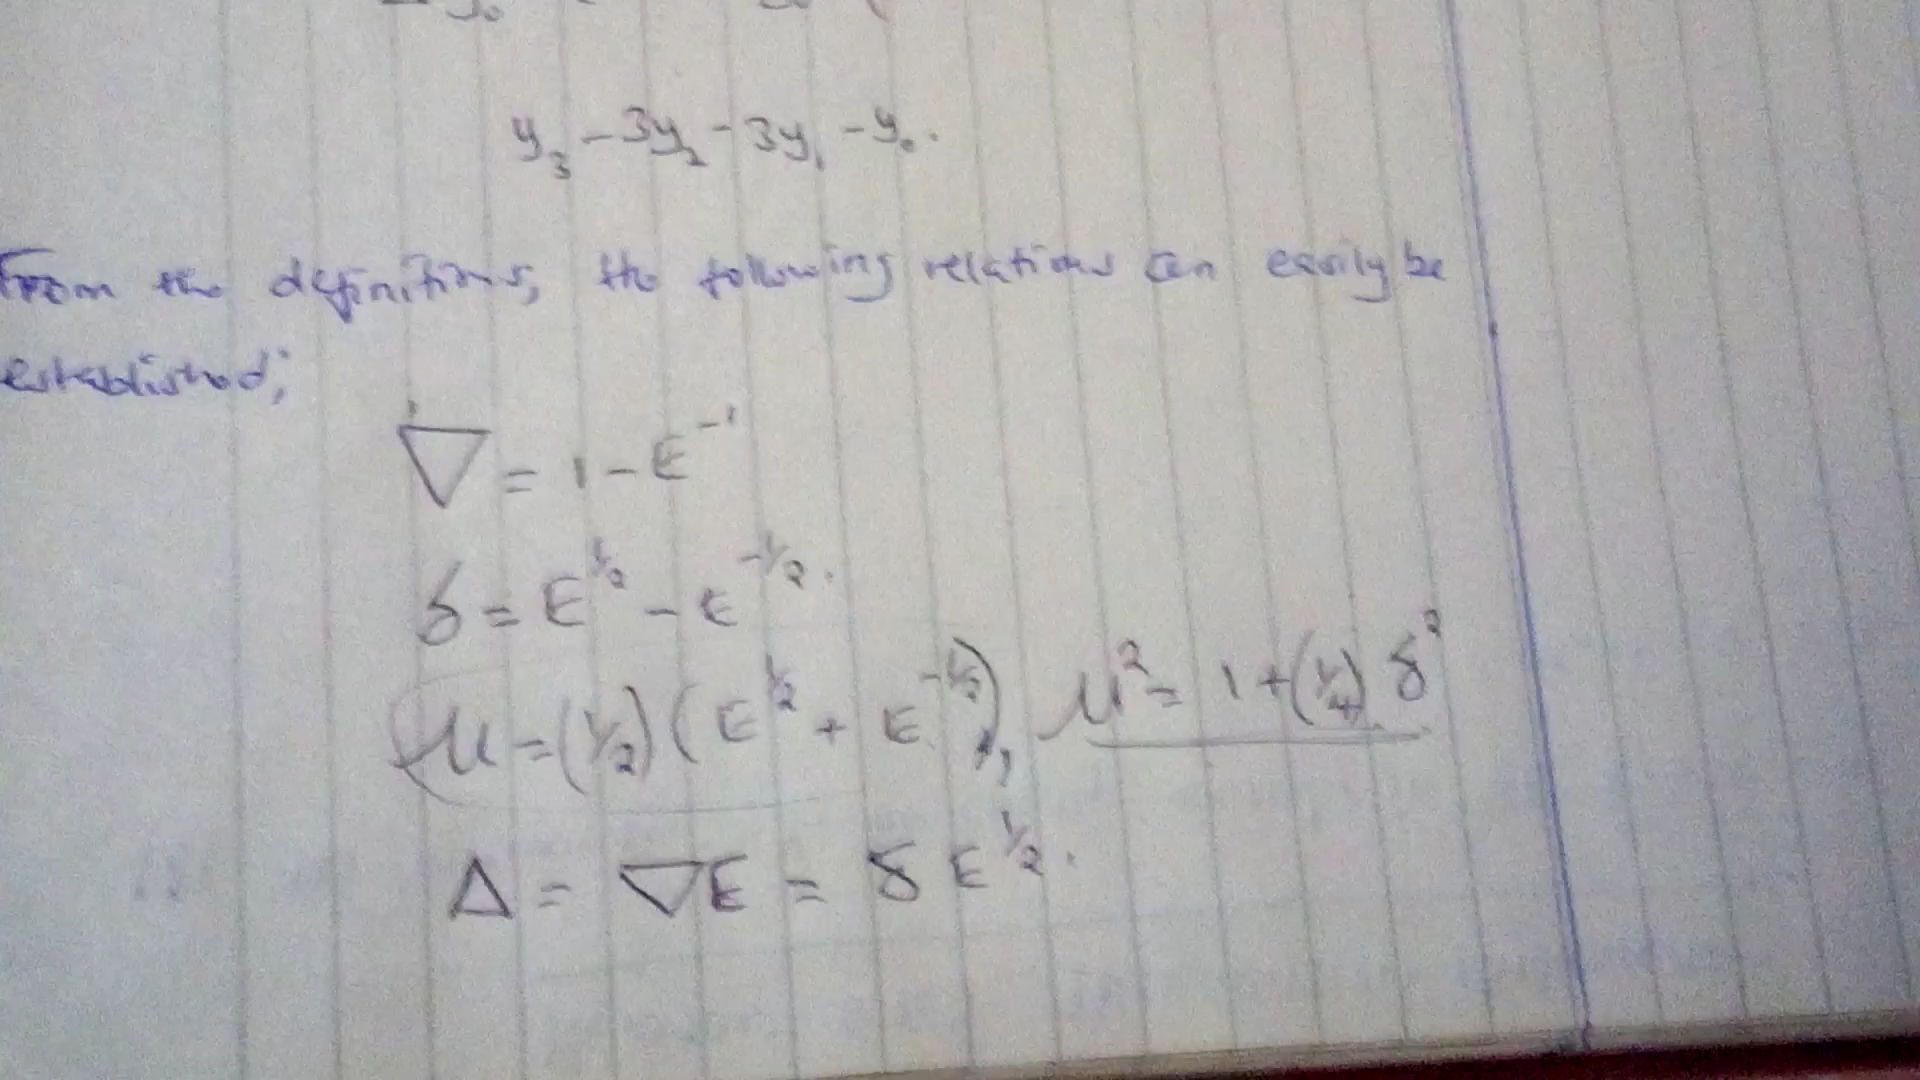 y₃ - 3y₂ - 3y₁ - y₀.
From the definitions, the following relations can easily be
established;
▽ = 1 - E⁻¹
δ = E^½ - E^-½.
μ = (½)(E^½ + E^-½), μ² = 1 + (¼) δ²
Δ = ▽E = δ E^½.